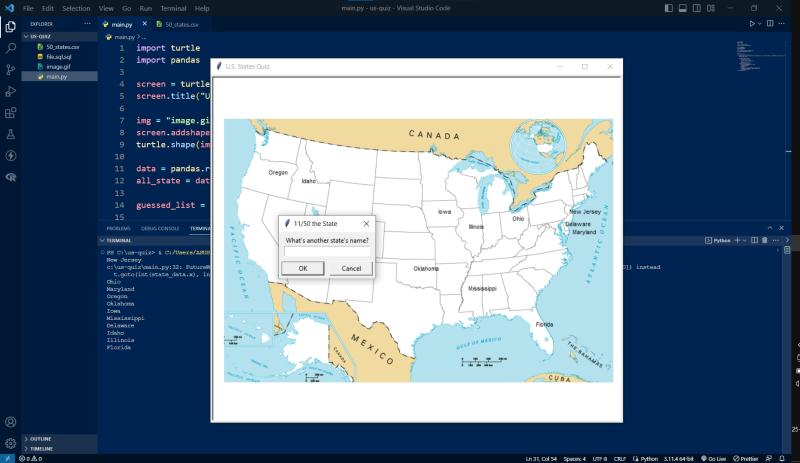 File Edit Selection View Go Run Terminal Help
main.py - us-quiz - Visual Studio Code
EXPLORER
US-QUIZ
50_states.csv
file.sql.sql
image.gif
main.py
OUTLINE
TIMELINE
main.py 50_states.csv
main.py
1 import turtle
2 import pandas
3
4 screen = turtle
5 screen.title("U
6
7 img = "image.gi
8 screen.addshape
9 turtle.shape(im
10
11 data = pandas.r
12 all_state = dat
13
14 guessed_list =
15
U.S. States Quiz
CANADA
Oregon
Idaho
Iowa
Illinois
Ohio
New Jersey
Delaware
Maryland
Oklahoma
Mississippi
Florida
PACIFIC OCEAN
ATLANTIC OCEAN
GULF OF MEXICO
MEXICO
CANADA
THE BAHAMAS
CUBA
11/50 the State
What's another state's name?
OK Cancel
PROBLEMS DEBUG CONSOLE
TERMINAL
Python
PS C:\us-quiz> & C:/Users/
New Jersey
c:\us-quiz\main.py:32: Future
0]) instead
t.goto(int(state_data.x), in
Ohio
Maryland
Oregon
Oklahoma
Iowa
Mississippi
Delaware
Idaho
Illinois
Florida
0 0
Ln 31, Col 54 Spaces: 4 UTF-8 CRLF Python 3.11.4 64-bit Go Live Prettier
25-